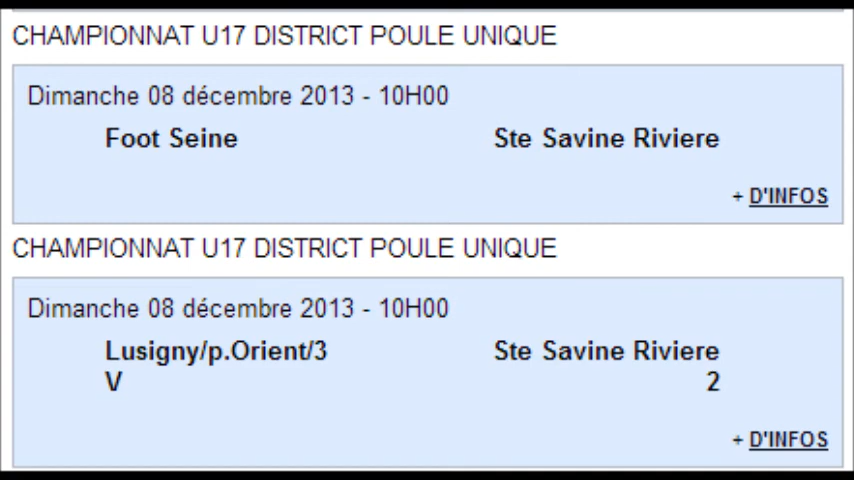 CHAMPIONNAT U17 DISTRICT POULE UNIQUE
Dimanche 08 décembre 2013 - 10H00
Foot Seine Ste Savine Riviere
+ D'INFOS
CHAMPIONNAT U17 DISTRICT POULE UNIQUE
Dimanche 08 décembre 2013 - 10H00
Lusigny/p.Orient/3 Ste Savine Riviere
V 2
+ D'INFOS